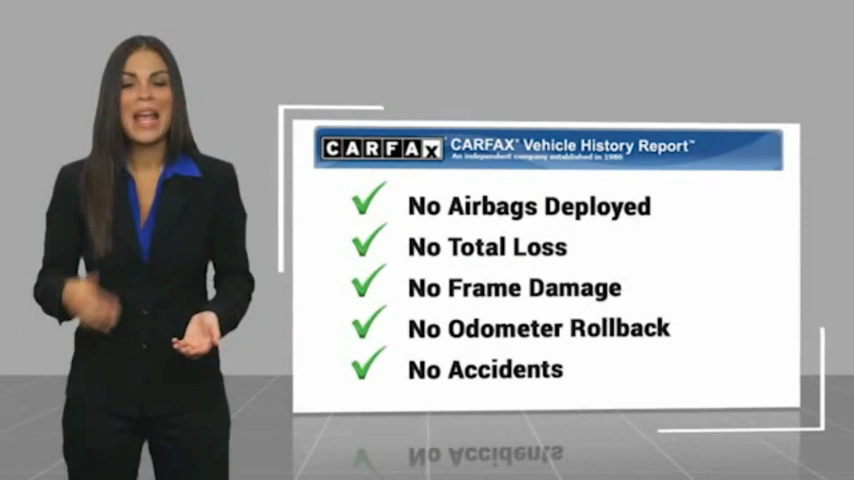 CARFAX CARFAX Vehicle History Report™
An independent company established in 1986
No Airbags Deployed
No Total Loss
No Frame Damage
No Odometer Rollback
No Accidents
No Accidents